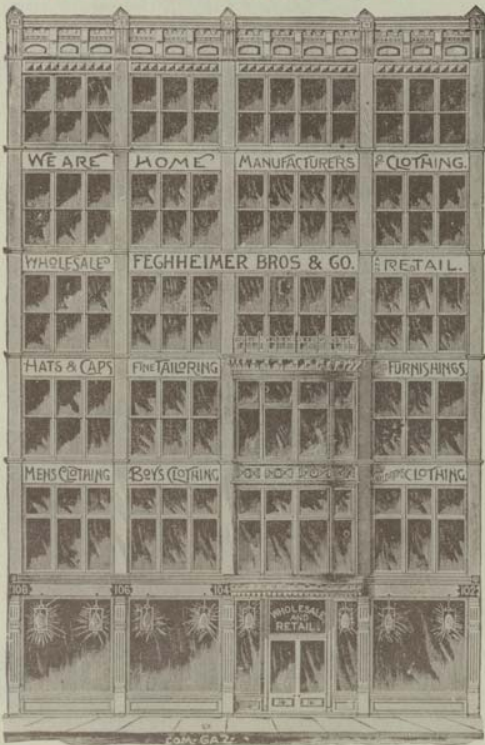 WE ARE HOME MANUFACTURERS OF CLOTHING.
WHOLESALE FECHHEIMER BROS & CO. RETAIL.
HATS & CAPS FINE TAILORING FURNISHINGS.
MENS CLOTHING BOYS CLOTHING CLOTHING.
108 106 104 102
WHOLESALE
AND
RETAIL.
COM-GAZ-